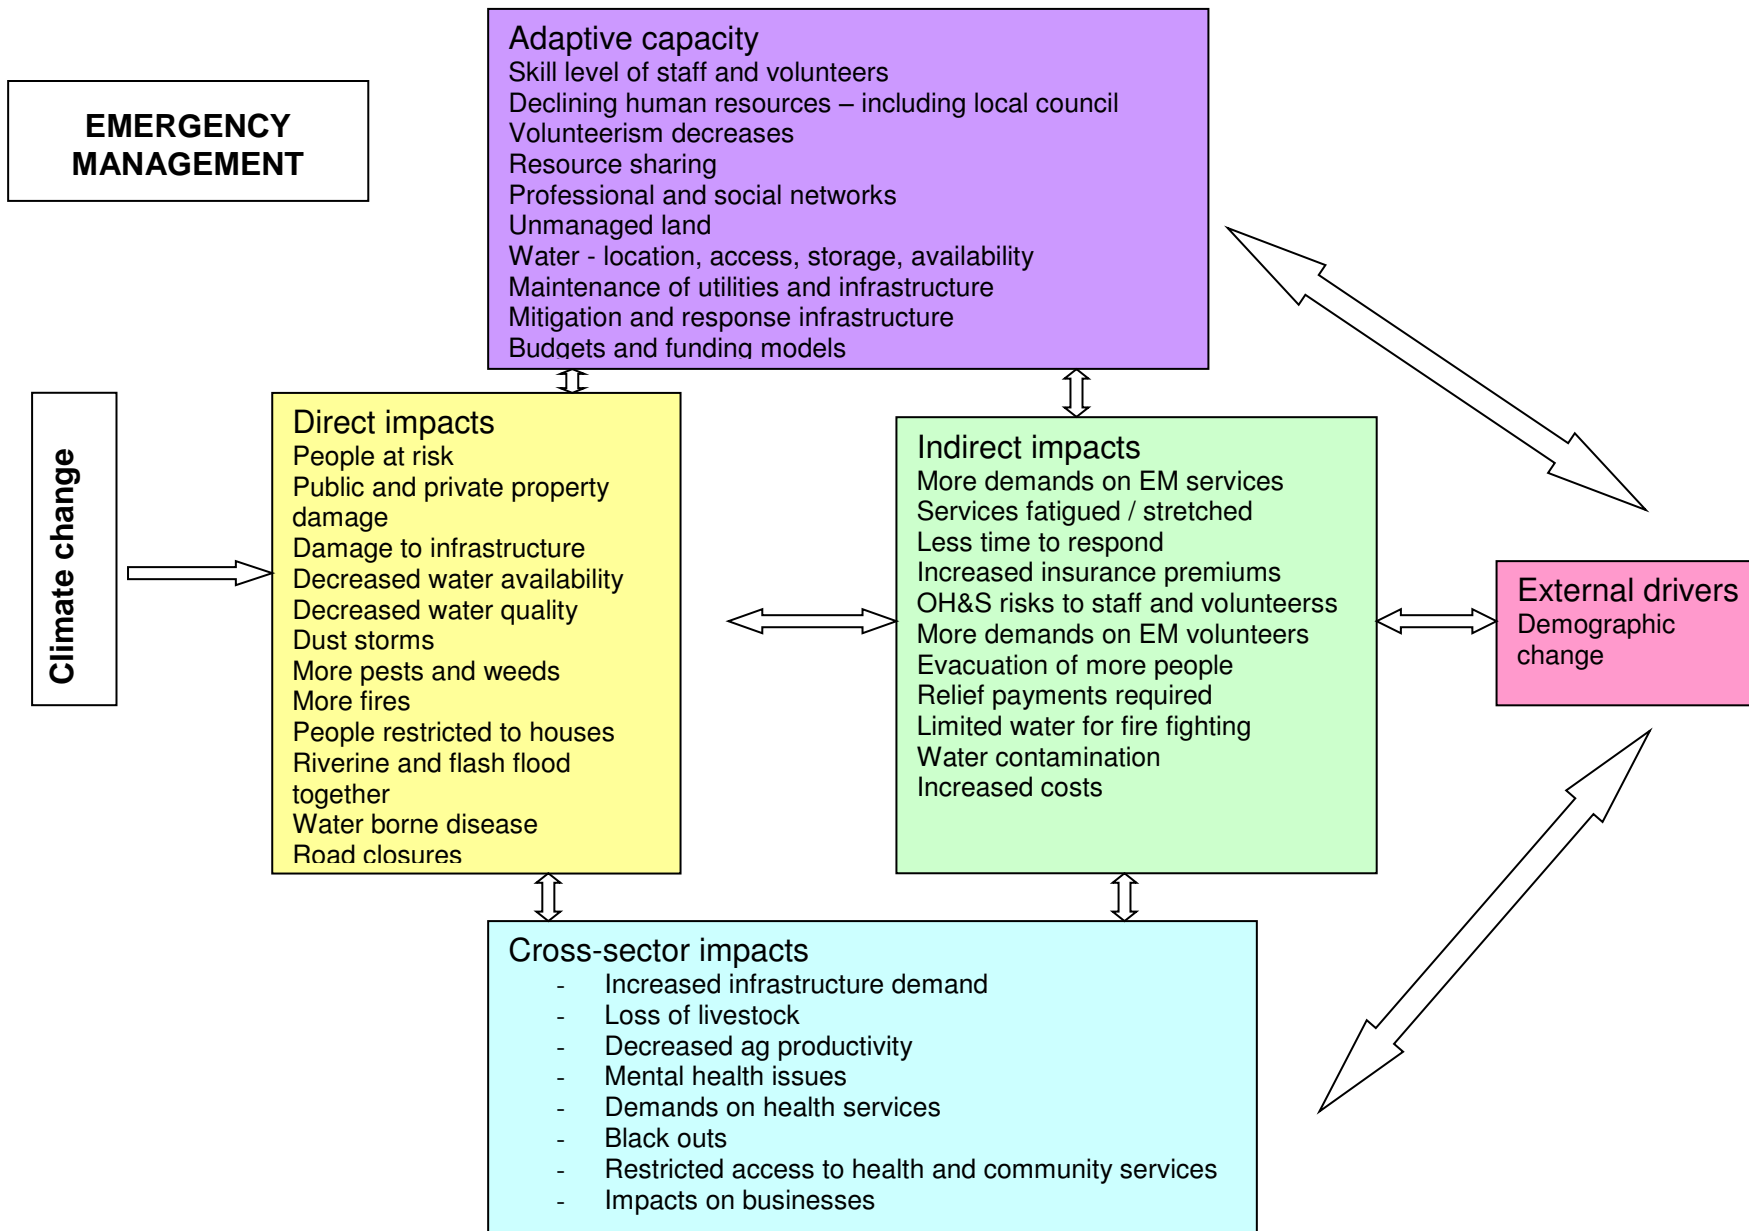 EMERGENCY
MANAGEMENT
Adaptive capacity
Skill level of staff and volunteers
Declining human resources – including local council
Volunteerism decreases
Resource sharing
Professional and social networks
Unmanaged land
Water - location, access, storage, availability
Maintenance of utilities and infrastructure
Mitigation and response infrastructure
Budgets and funding models
Climate change
Direct impacts
People at risk
Public and private property
damage
Damage to infrastructure
Decreased water availability
Decreased water quality
Dust storms
More pests and weeds
More fires
People restricted to houses
Riverine and flash flood
together
Water borne disease
Road closures
Indirect impacts
More demands on EM services
Services fatigued / stretched
Less time to respond
Increased insurance premiums
OH&S risks to staff and volunteerss
More demands on EM volunteers
Evacuation of more people
Relief payments required
Limited water for fire fighting
Water contamination
Increased costs
External drivers
Demographic
change
Cross-sector impacts
- Increased infrastructure demand
- Loss of livestock
- Decreased ag productivity
- Mental health issues
- Demands on health services
- Black outs
- Restricted access to health and community services
- Impacts on businesses